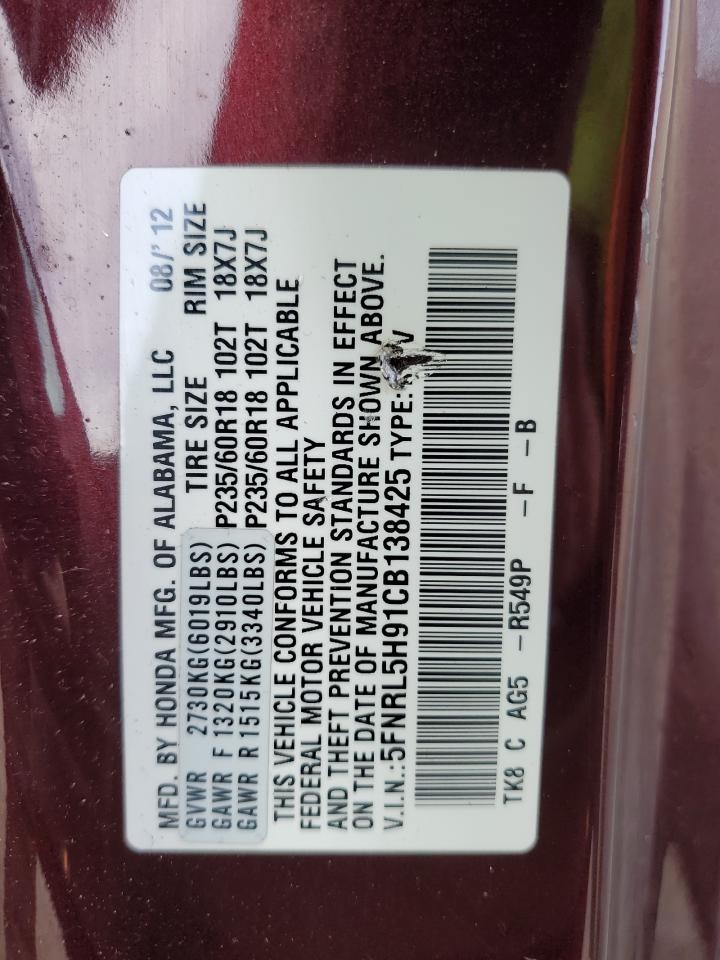 MFD. BY HONDA MFG. OF ALABAMA, LLC 08/' 12
GVWR 2730KG(6019LBS) TIRE SIZE RIM SIZE
GAWR F 1320KG(2910LBS) P235/60R18 102T 18X7J
GAWR R 1515KG(3340LBS) P235/60R18 102T 18X7J
THIS VEHICLE CONFORMS TO ALL APPLICABLE
FEDERAL MOTOR VEHICLE SAFETY
AND THEFT PREVENTION STANDARDS IN EFFECT
ON THE DATE OF MANUFACTURE SHOWN ABOVE.
V.I.N.:5FNRL5H91CB138425 TYPE:
TK8 C AG5 -R549P -F -B